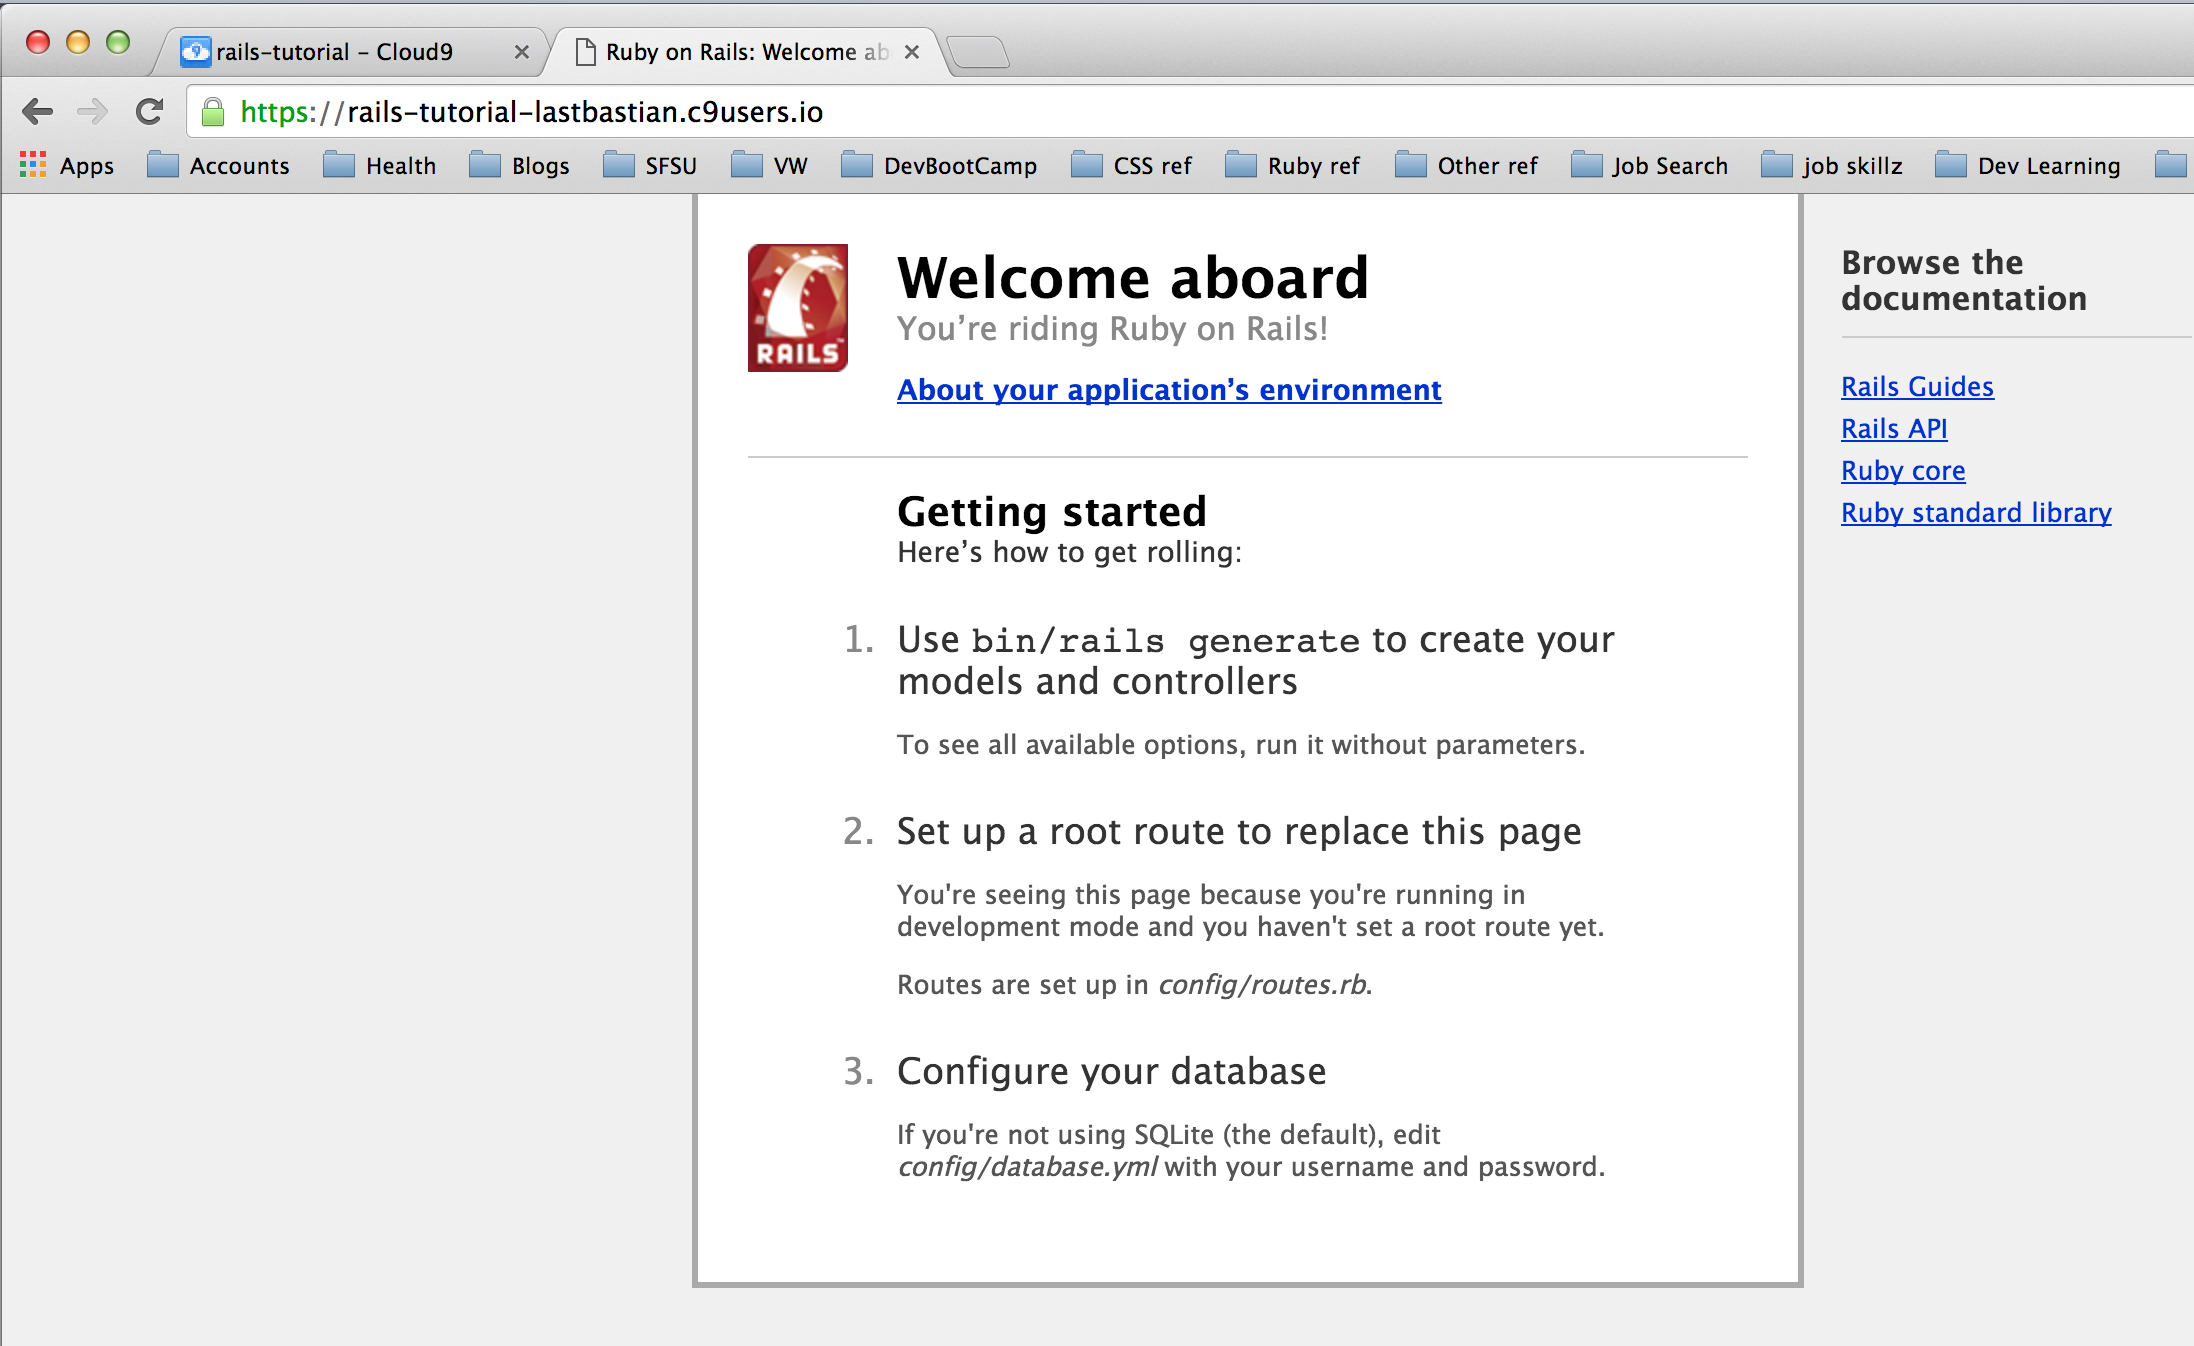 rails-tutorial - Cloud9
Ruby on Rails: Welcome ab
https://rails-tutorial-lastbastian.c9users.io
Apps Accounts Health Blogs SFSU VW DevBootCamp CSS ref Ruby ref Other ref Job Search job skillz Dev Learning
RAILS
Welcome aboard
You’re riding Ruby on Rails!
About your application’s environment
Getting started
Here’s how to get rolling:
1. Use bin/rails generate to create your
models and controllers
To see all available options, run it without parameters.
2. Set up a root route to replace this page
You're seeing this page because you're running in
development mode and you haven't set a root route yet.
Routes are set up in config/routes.rb.
3. Configure your database
If you're not using SQLite (the default), edit
config/database.yml with your username and password.
Browse the
documentation
Rails Guides
Rails API
Ruby core
Ruby standard library